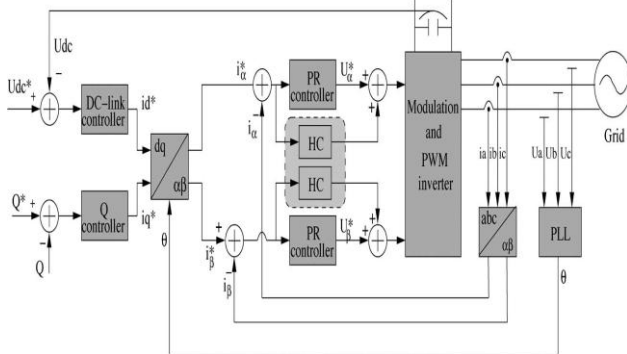 Udc
Udc*
+
-
DC-link
controller
id*
Q*
+
-
Q
Q
controller
iq*
dq
αβ
θ
i*α
+
-
iα
i*β
+
-
iβ
PR
controller
U*α
+
+
HC
HC
PR
controller
U*β
+
+
Modulation
and
PWM
inverter
ia ib ic
Ua Ub Uc
Grid
abc
αβ
PLL
θ